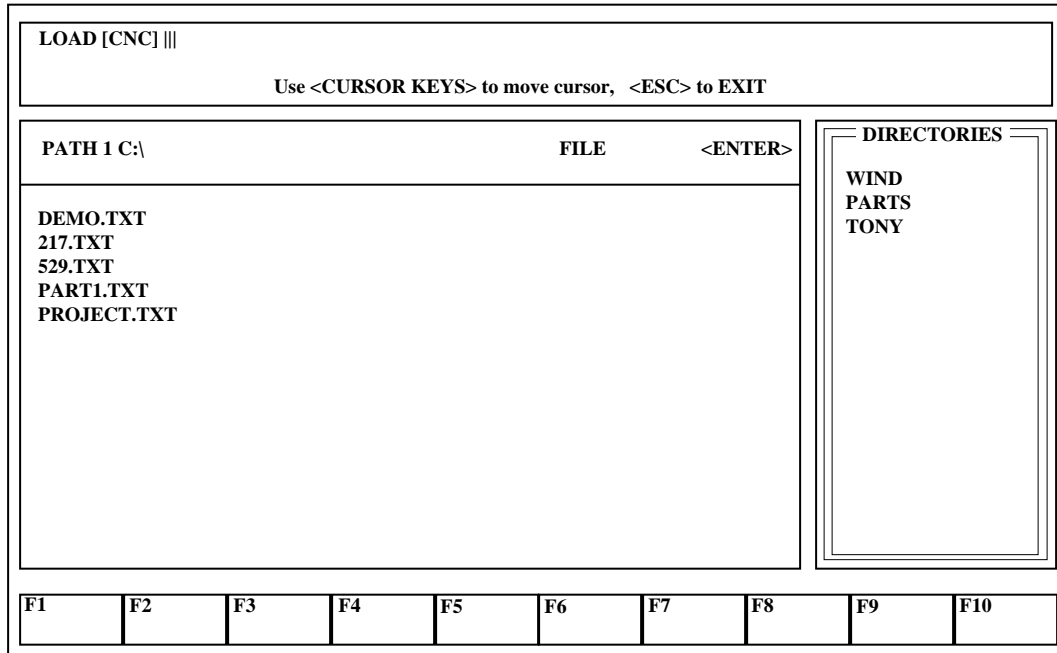 LOAD [CNC] |||
Use <CURSOR KEYS> to move cursor, <ESC> to EXIT
PATH 1 C:\ FILE <ENTER>
DEMO.TXT
217.TXT
529.TXT
PART1.TXT
PROJECT.TXT
DIRECTORIES
WIND
PARTS
TONY
F1 F2 F3 F4 F5 F6 F7 F8 F9 F10